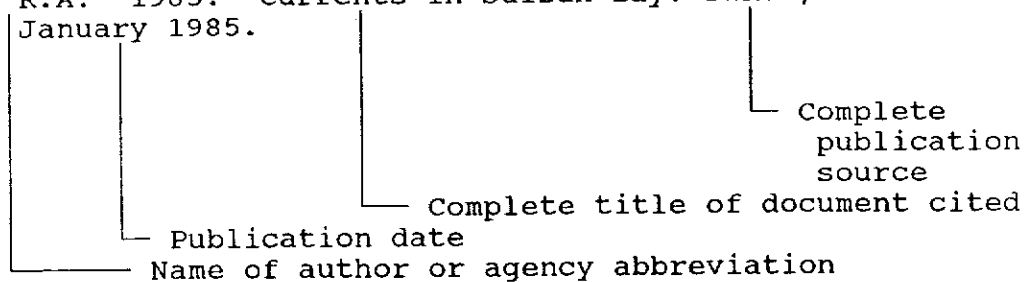 R.A. 1985. Currents in Suisun Bay.
January 1985.
Complete
publication
source
Complete title of document cited
Publication date
Name of author or agency abbreviation